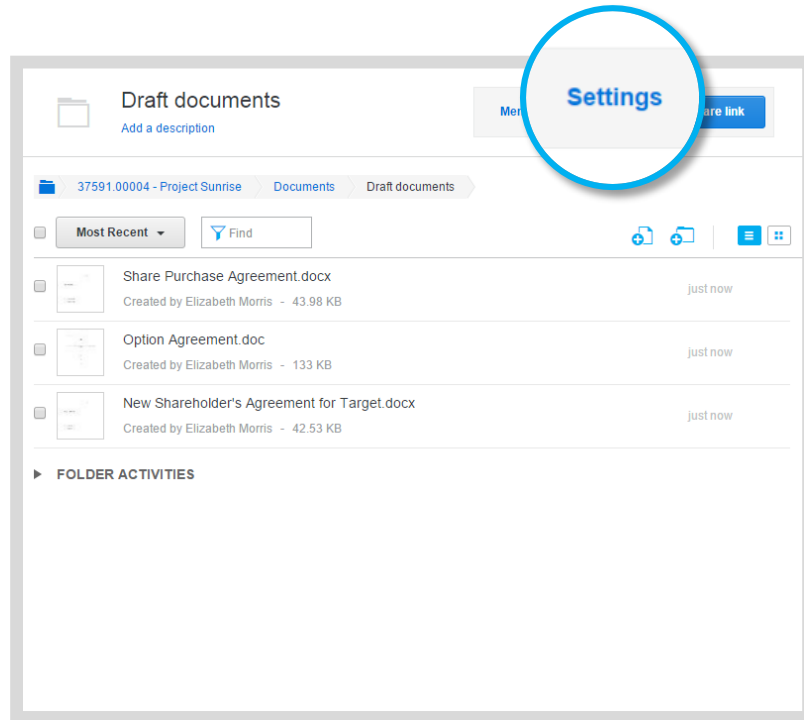 Draft documents
Add a description
Settings
are link
37591.00004 - Project Sunrise Documents Draft documents
Most Recent Find
Share Purchase Agreement.docx
Created by Elizabeth Morris - 43.98 KB
just now
Option Agreement.doc
Created by Elizabeth Morris - 133 KB
just now
New Shareholder's Agreement for Target.docx
Created by Elizabeth Morris - 42.53 KB
just now
FOLDER ACTIVITIES